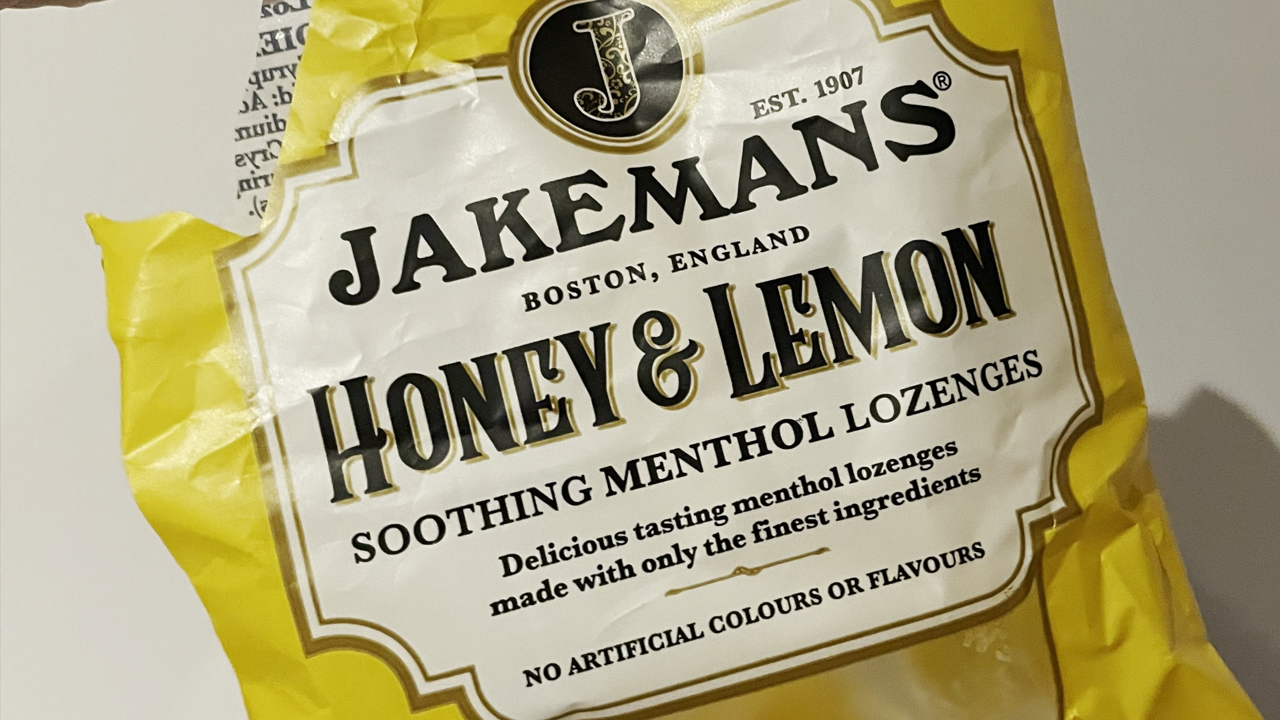 J
EST. 1907
JAKEMANS®
BOSTON, ENGLAND
HONEY & LEMON
SOOTHING MENTHOL LOZENGES
Delicious tasting menthol lozenges
made with only the finest ingredients
NO ARTIFICIAL COLOURS OR FLAVOURS